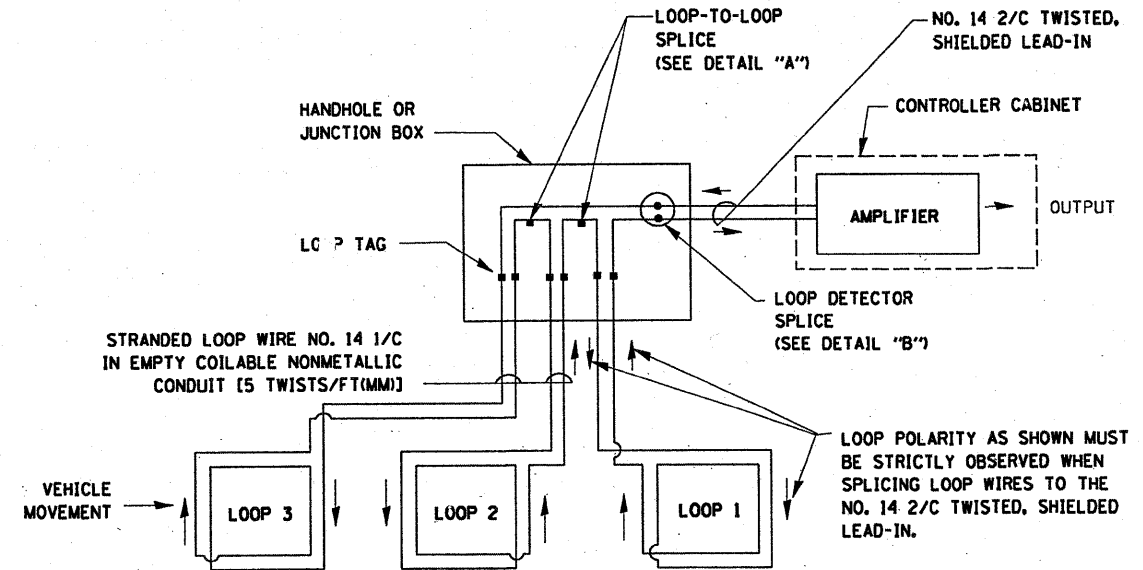 LOOP-TO-LOOP
SPLICE
(SEE DETAIL "A")
NO. 14 2/C TWISTED,
SHIELDED LEAD-IN
HANDHOLE OR
JUNCTION BOX
CONTROLLER CABINET
AMPLIFIER
OUTPUT
TAG
LOOP DETECTOR
SPLICE
(SEE DETAIL "B")
STRANDED LOOP WIRE NO. 14 1/C
IN EMPTY COILABLE NONMETALLIC
CONDUIT [5 TWISTS/FT(MM)]
LOOP POLARITY AS SHOWN MUST
BE STRICTLY OBSERVED WHEN
SPLICING LOOP WIRES TO THE
NO. 14 2/C TWISTED, SHIELDED
LEAD-IN.
VEHICLE
MOVEMENT
LOOP 3
LOOP 2
LOOP 1